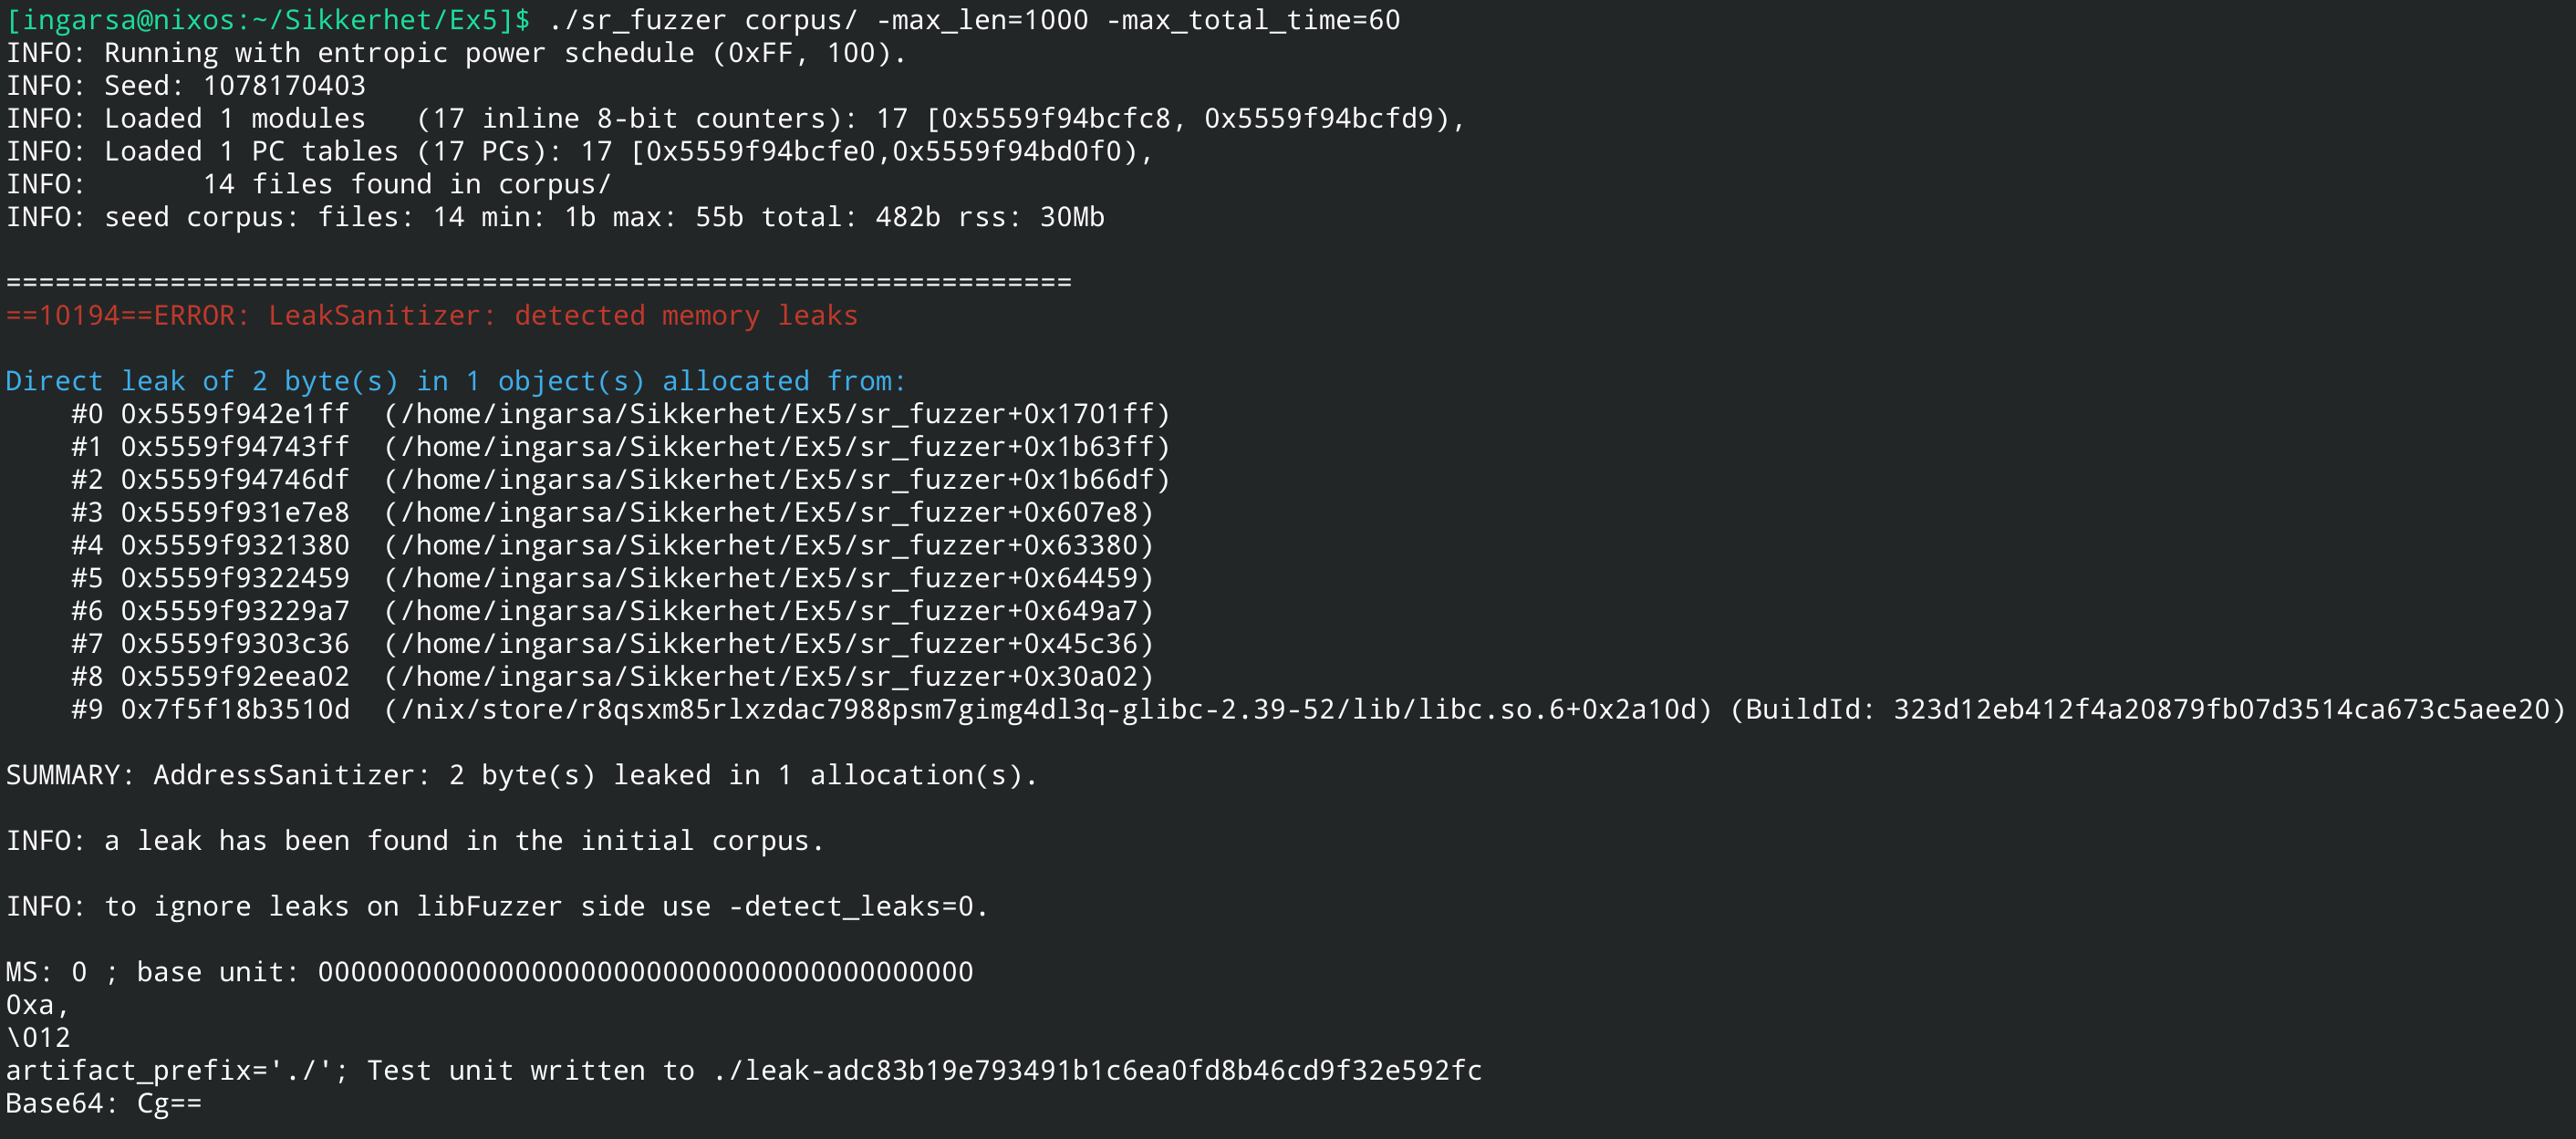 [ingarsa@nixos:~/Sikkerhet/Ex5]$ ./sr_fuzzer corpus/ -max_len=1000 -max_total_time=60
INFO: Running with entropic power schedule (0xFF, 100).
INFO: Seed: 1078170403
INFO: Loaded 1 modules   (17 inline 8-bit counters): 17 [0x5559f94bcfc8, 0x5559f94bcfd9),
INFO: Loaded 1 PC tables (17 PCs): 17 [0x5559f94bcfe0,0x5559f94bd0f0),
INFO:       14 files found in corpus/
INFO: seed corpus: files: 14 min: 1b max: 55b total: 482b rss: 30Mb
=================================================================
==10194==ERROR: LeakSanitizer: detected memory leaks
Direct leak of 2 byte(s) in 1 object(s) allocated from:
    #0 0x5559f942e1ff  (/home/ingarsa/Sikkerhet/Ex5/sr_fuzzer+0x1701ff)
    #1 0x5559f94743ff  (/home/ingarsa/Sikkerhet/Ex5/sr_fuzzer+0x1b63ff)
    #2 0x5559f94746df  (/home/ingarsa/Sikkerhet/Ex5/sr_fuzzer+0x1b66df)
    #3 0x5559f931e7e8  (/home/ingarsa/Sikkerhet/Ex5/sr_fuzzer+0x607e8)
    #4 0x5559f9321380  (/home/ingarsa/Sikkerhet/Ex5/sr_fuzzer+0x63380)
    #5 0x5559f9322459  (/home/ingarsa/Sikkerhet/Ex5/sr_fuzzer+0x64459)
    #6 0x5559f93229a7  (/home/ingarsa/Sikkerhet/Ex5/sr_fuzzer+0x649a7)
    #7 0x5559f9303c36  (/home/ingarsa/Sikkerhet/Ex5/sr_fuzzer+0x45c36)
    #8 0x5559f92eea02  (/home/ingarsa/Sikkerhet/Ex5/sr_fuzzer+0x30a02)
    #9 0x7f5f18b3510d  (/nix/store/r8qsxm85rlxzdac7988psm7gimg4dl3q-glibc-2.39-52/lib/libc.so.6+0x2a10d) (BuildId: 323d12eb412f4a20879fb07d3514ca673c5aee20)
SUMMARY: AddressSanitizer: 2 byte(s) leaked in 1 allocation(s).
INFO: a leak has been found in the initial corpus.
INFO: to ignore leaks on libFuzzer side use -detect_leaks=0.
MS: 0 ; base unit: 0000000000000000000000000000000000000000
0xa,
\012
artifact_prefix='./'; Test unit written to ./leak-adc83b19e793491b1c6ea0fd8b46cd9f32e592fc
Base64: Cg==